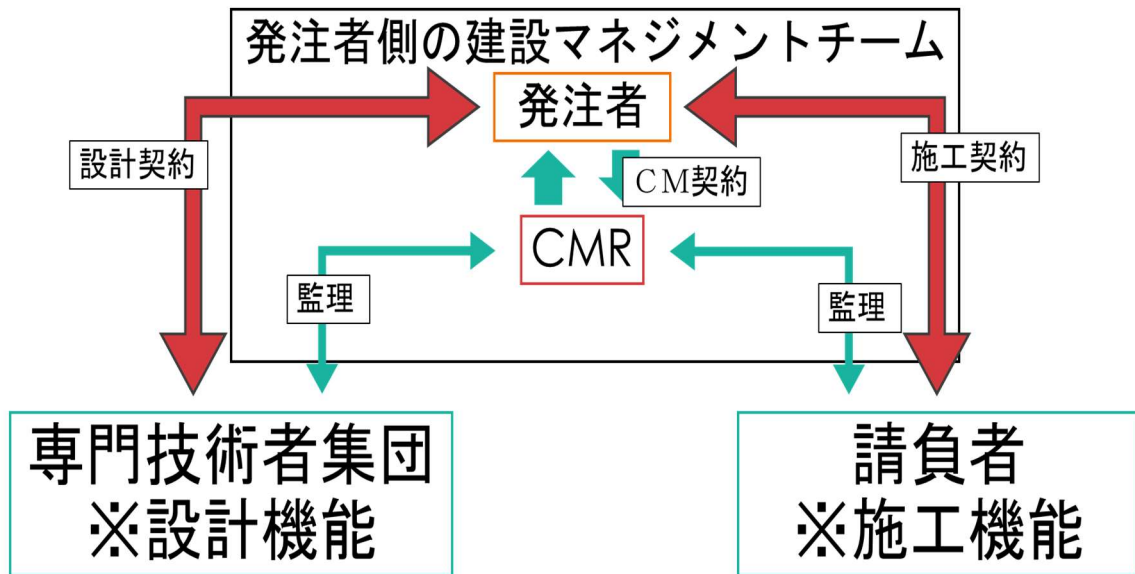 発注者側の建設マネジメントチーム
発注者
設計契約
ＣＭ契約
施工契約
CMR
監理
監理
専門技術者集団
※設計機能
請負者
※施工機能